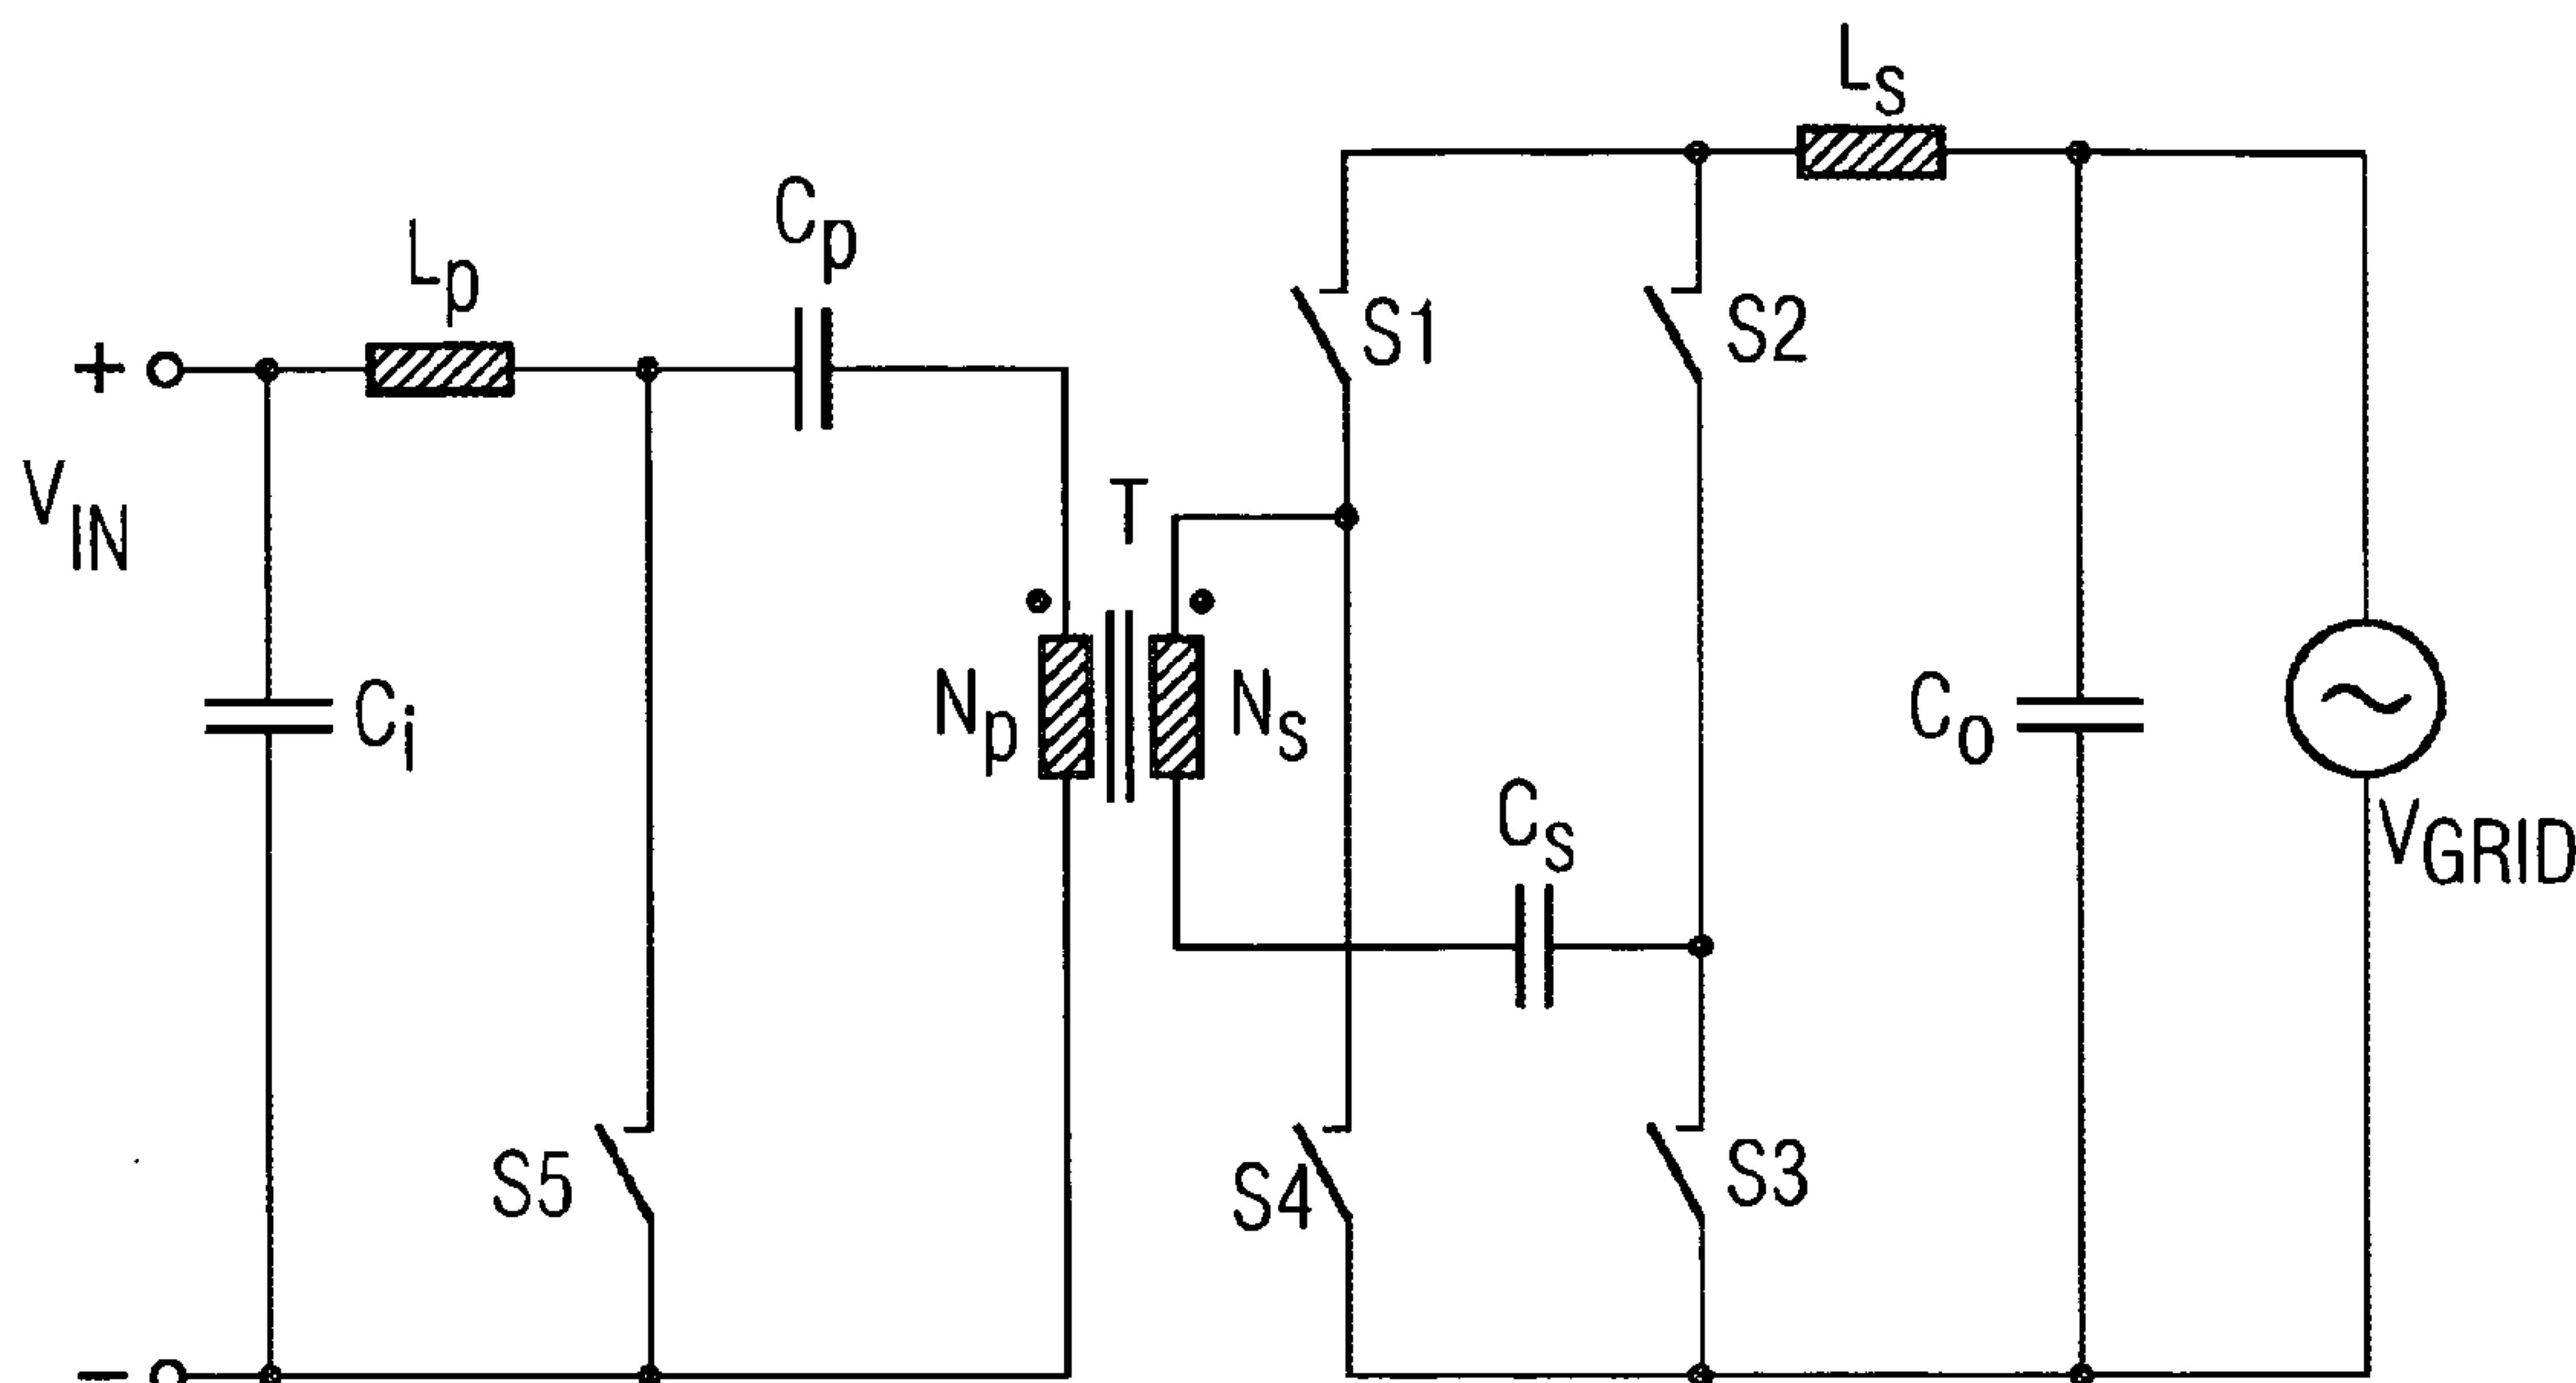 L_S
C_p
L_p
S1
S2
+
V_IN
T
C_i
N_p
N_s
C_o
C_s
V_GRID
S5
S4
S3
−